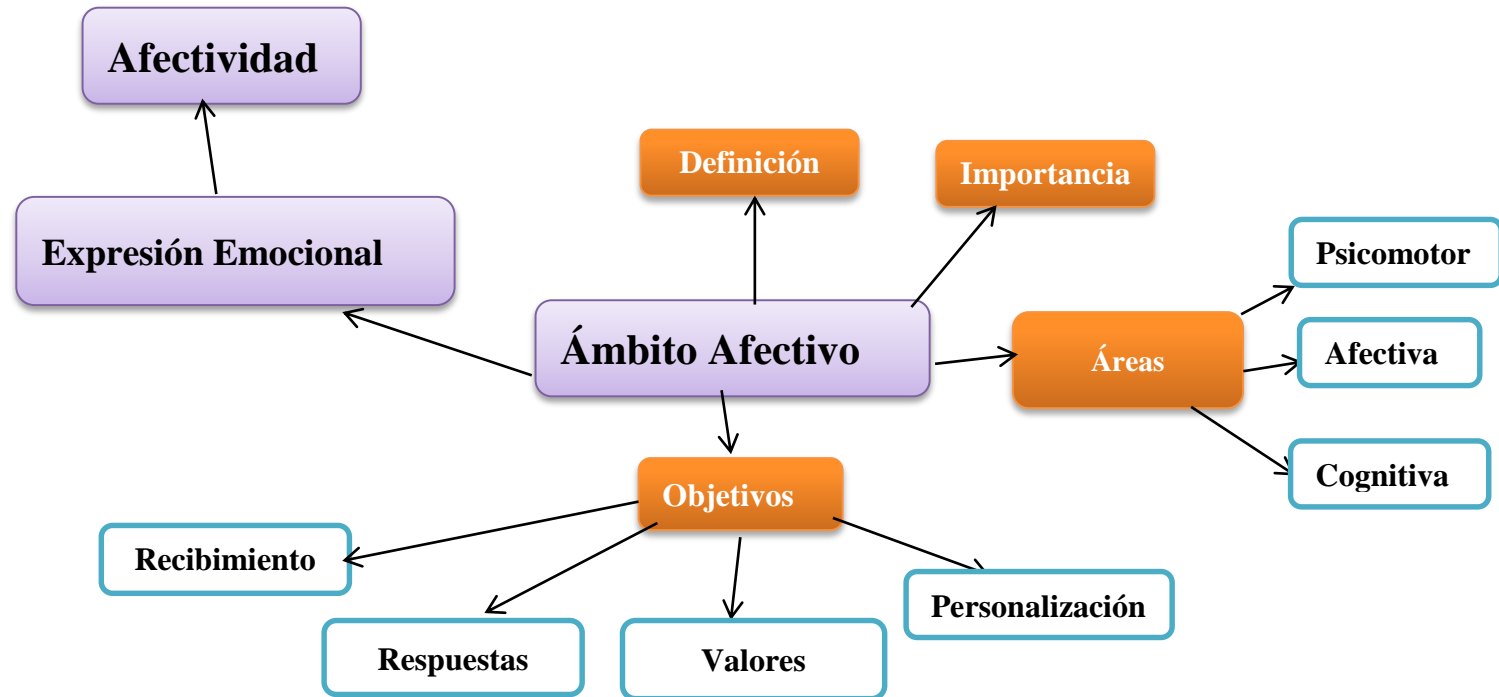 Afectividad
Definición
Importancia
Expresión Emocional
Psicomotor
Ámbito Afectivo
Áreas
Afectiva
Cognitiva
Objetivos
Recibimiento
Personalización
Respuestas
Valores